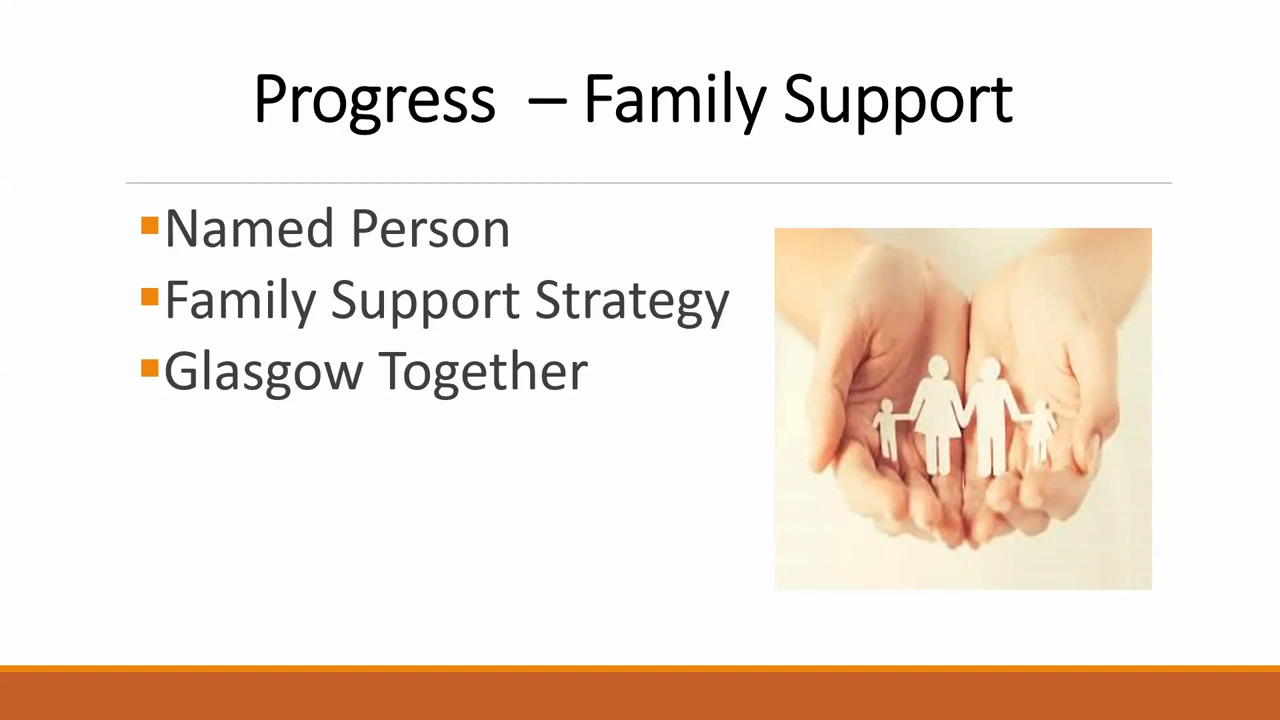 Progress – Family Support
Named Person
Family Support Strategy
Glasgow Together